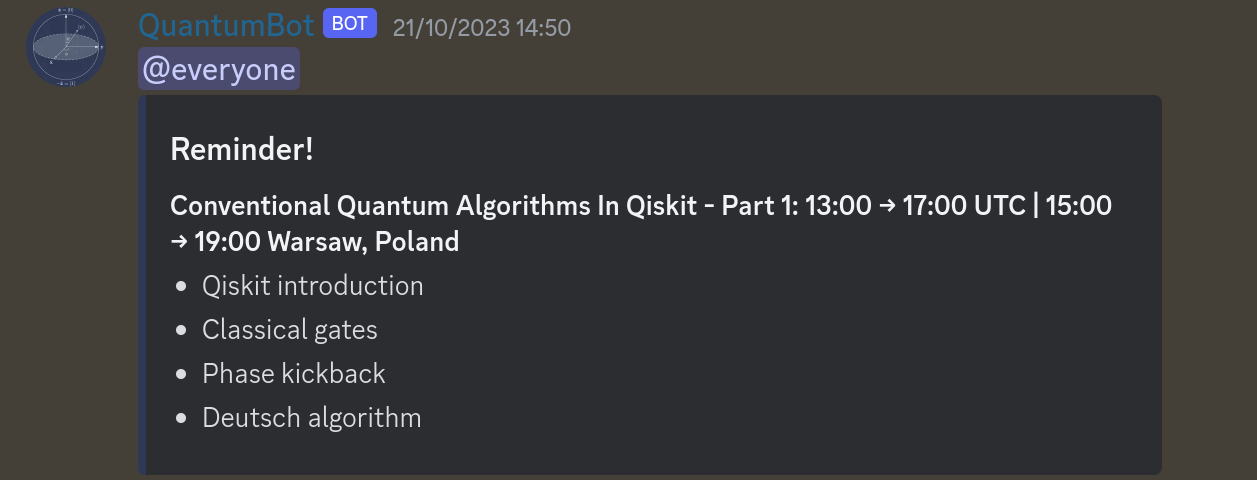 QuantumBot BOT 21/10/2023 14:50
@everyone
Reminder!
Conventional Quantum Algorithms In Qiskit - Part 1: 13:00 → 17:00 UTC | 15:00
→ 19:00 Warsaw, Poland
• Qiskit introduction
• Classical gates
• Phase kickback
• Deutsch algorithm